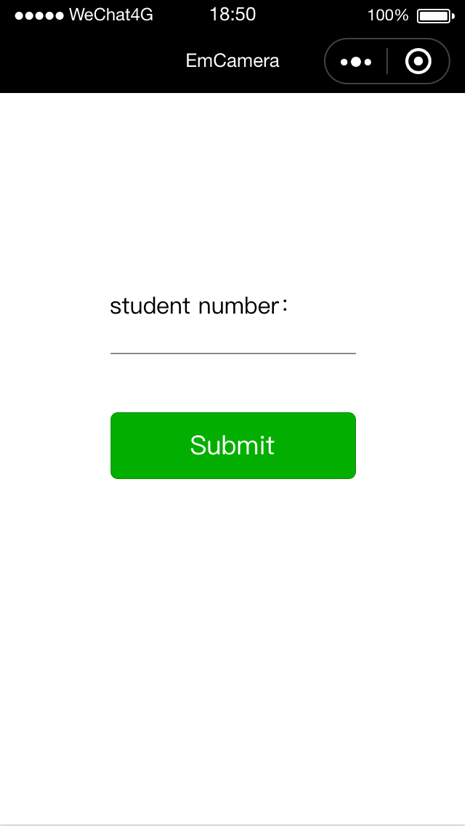 WeChat4G 18:50 100%
EmCamera
student number：
Submit